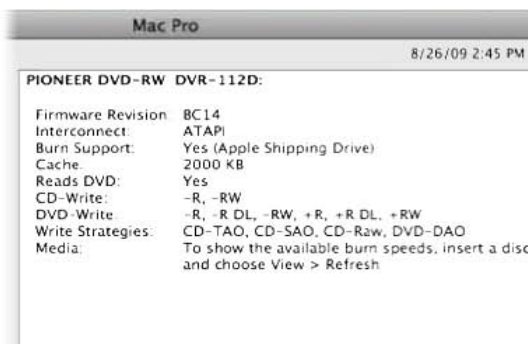 Mac Pro
8/26/09 2:45 PM
PIONEER DVD-RW DVR-112D:
Firmware Revision BC14
Interconnect: ATAPI
Burn Support: Yes (Apple Shipping Drive)
Cache. 2000 KB
Reads DVD: Yes
CD-Write: -R, -RW
DVD-Write -R, -R DL, -RW, +R, +R DL, +RW
Write Strategies: CD-TAO, CD-SAO, CD-Raw, DVD-DAO
Media: To show the available burn speeds, insert a disc
and choose View > Refresh